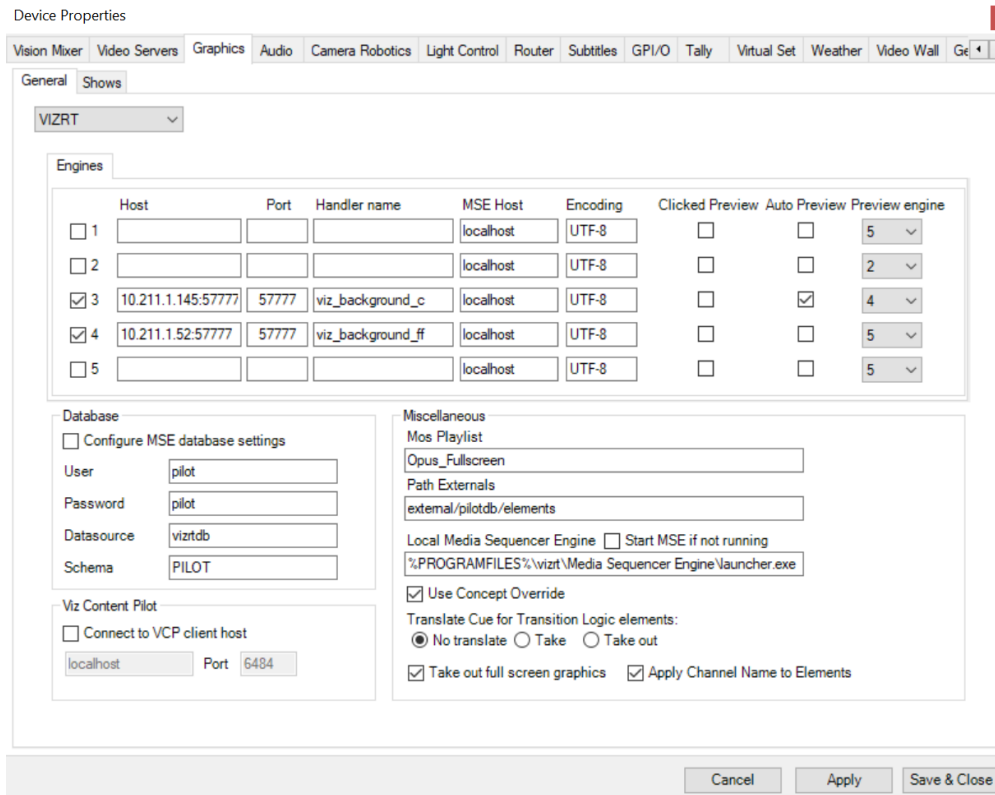 Device Properties
Vision Mixer Video Servers Graphics Audio Camera Robotics Light Control Router Subtitles GPI/O Tally Virtual Set Weather Video Wall Ge
General Shows
VIZRT
Engines
Host Port Handler name MSE Host Encoding Clicked Preview Auto Preview Preview engine
1 localhost UTF-8 5
2 localhost UTF-8 2
3 10.211.1.145:57777 57777 viz_background_c localhost UTF-8 4
4 10.211.1.52:57777 57777 viz_background_ff localhost UTF-8 5
5 localhost UTF-8 5
Database
Configure MSE database settings
User pilot
Password pilot
Datasource vizrtdb
Schema PILOT
Viz Content Pilot
Connect to VCP client host
localhost Port 6484
Miscellaneous
Mos Playlist
Opus_Fullscreen
Path Externals
external/pilotdb/elements
Local Media Sequencer Engine Start MSE if not running
%PROGRAMFILES%\vizrt\Media Sequencer Engine\launcher.exe
Use Concept Override
Translate Cue for Transition Logic elements:
No translate Take Take out
Take out full screen graphics Apply Channel Name to Elements
Cancel Apply Save & Close